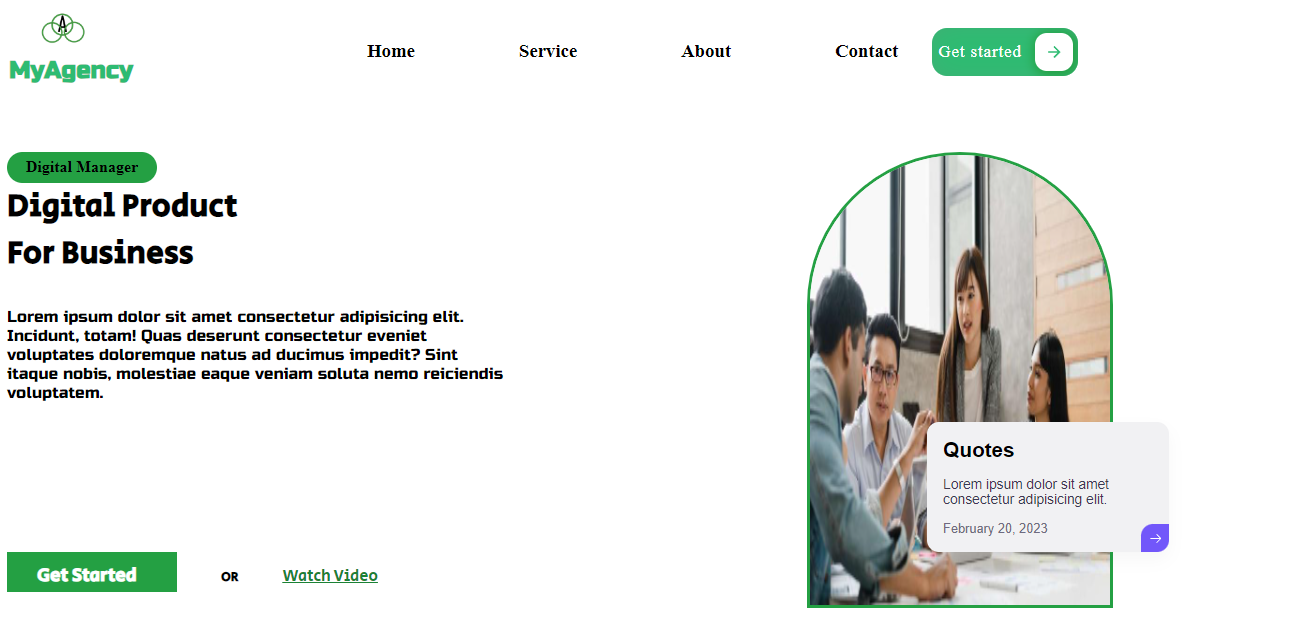 A
MyAgency
Home
Service
About
Contact
Get started
Digital Manager
Digital Product
For Business
Lorem ipsum dolor sit amet consectetur adipisicing elit.
Incidunt, totam! Quas deserunt consectetur eveniet
voluptates doloremque natus ad ducimus impedit? Sint
itaque nobis, molestiae eaque veniam soluta nemo reiciendis
voluptatem.
Quotes
Lorem ipsum dolor sit amet
consectetur adipisicing elit.
February 20, 2023
Get Started
OR
Watch Video